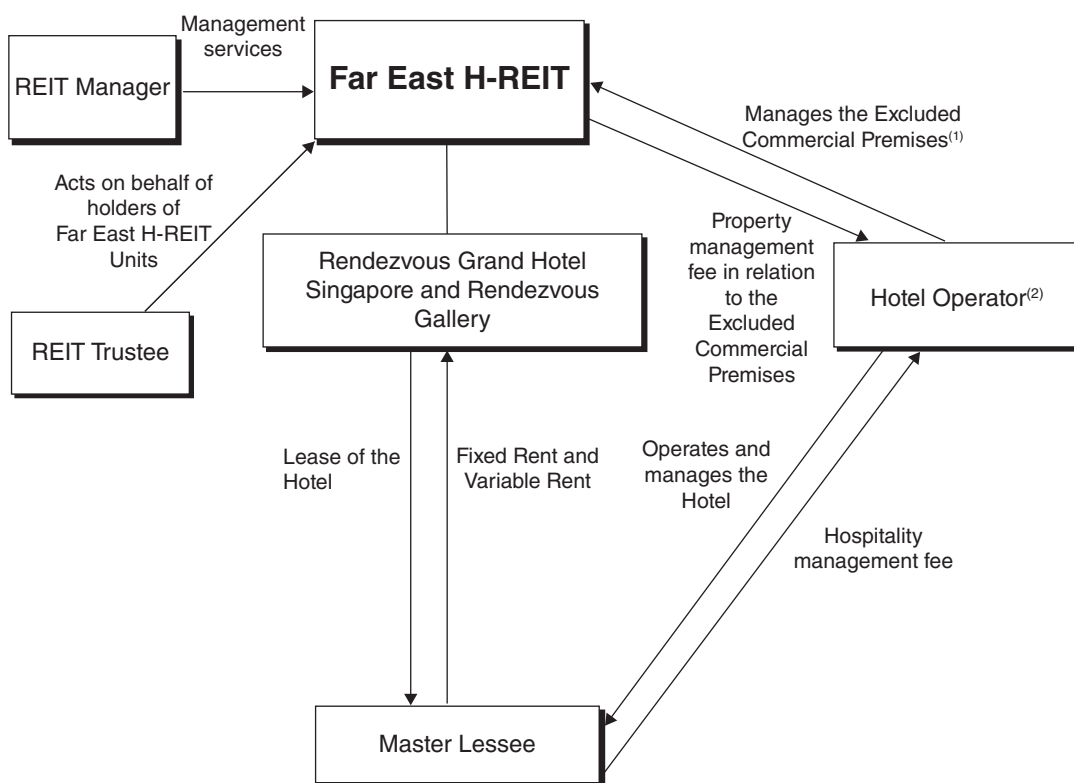 Management
services
REIT Manager
Far East H-REIT
Manages the Excluded
Commercial Premises(1)
Acts on behalf of
holders of
Far East H-REIT
Units
Property
management
fee in relation
to the
Excluded
Commercial
Premises
Rendezvous Grand Hotel
Singapore and Rendezvous
Gallery
Hotel Operator(2)
REIT Trustee
Lease of the
Hotel
Fixed Rent and
Variable Rent
Operates and
manages the
Hotel
Hospitality
management fee
Master Lessee